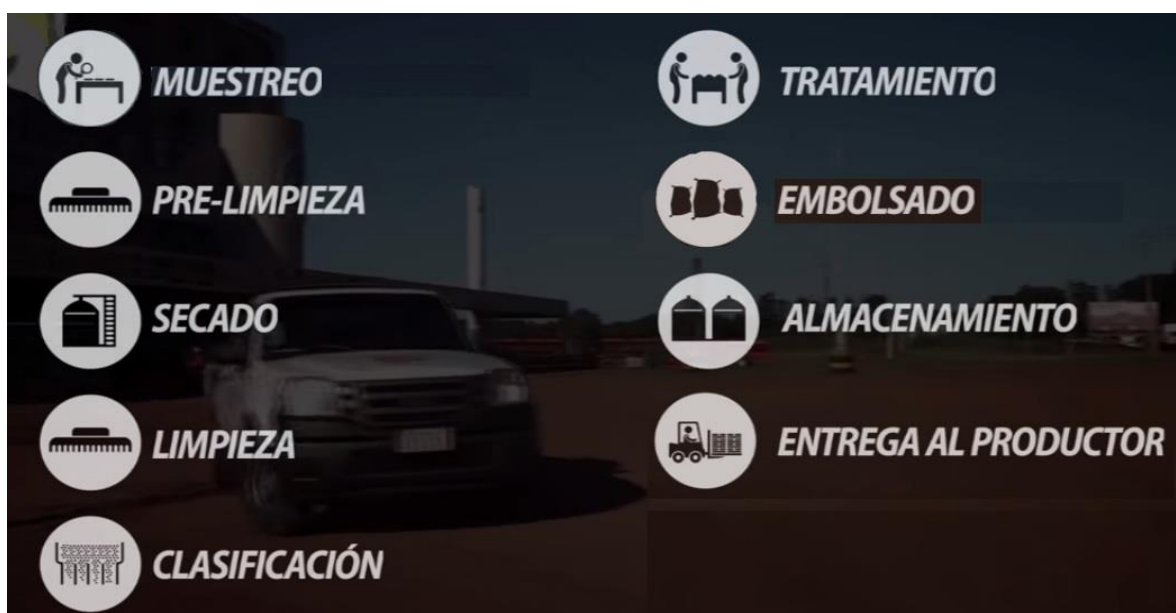 MUESTREO
PRE-LIMPIEZA
SECADO
LIMPIEZA
CLASIFICACIÓN
TRATAMIENTO
EMBOLSADO
ALMACENAMIENTO
ENTREGA AL PRODUCTOR